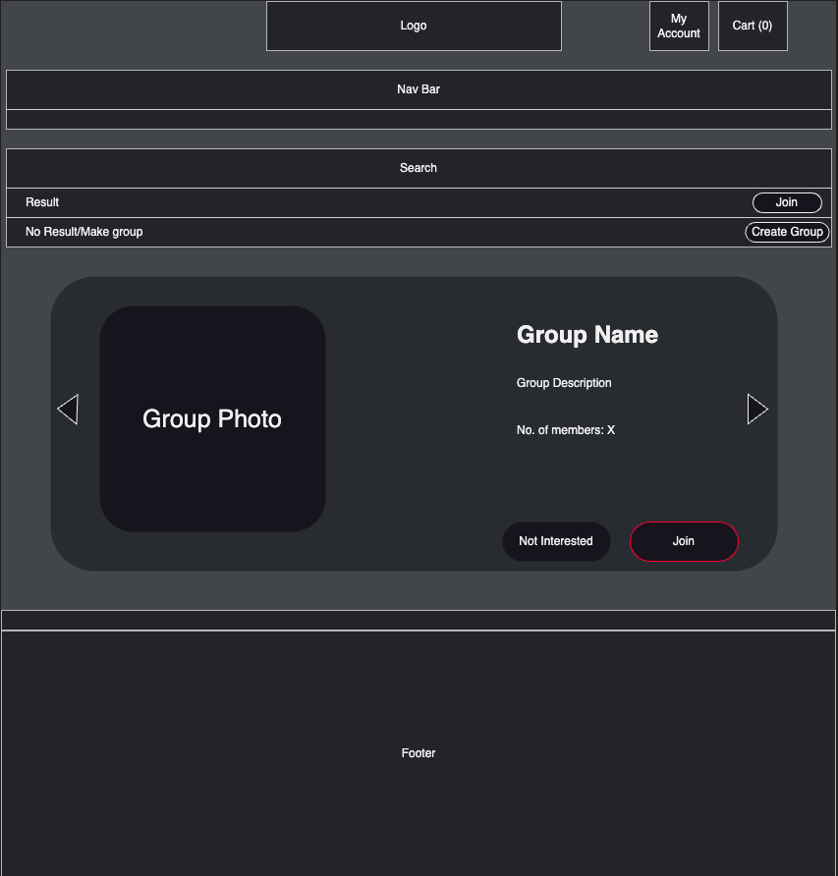 Logo
My
Account
Cart (0)
Nav Bar
Search
Result
Join
No Result/Make group
Create Group
Group Photo
Group Name
Group Description
No. of members: X
Not Interested
Join
Footer